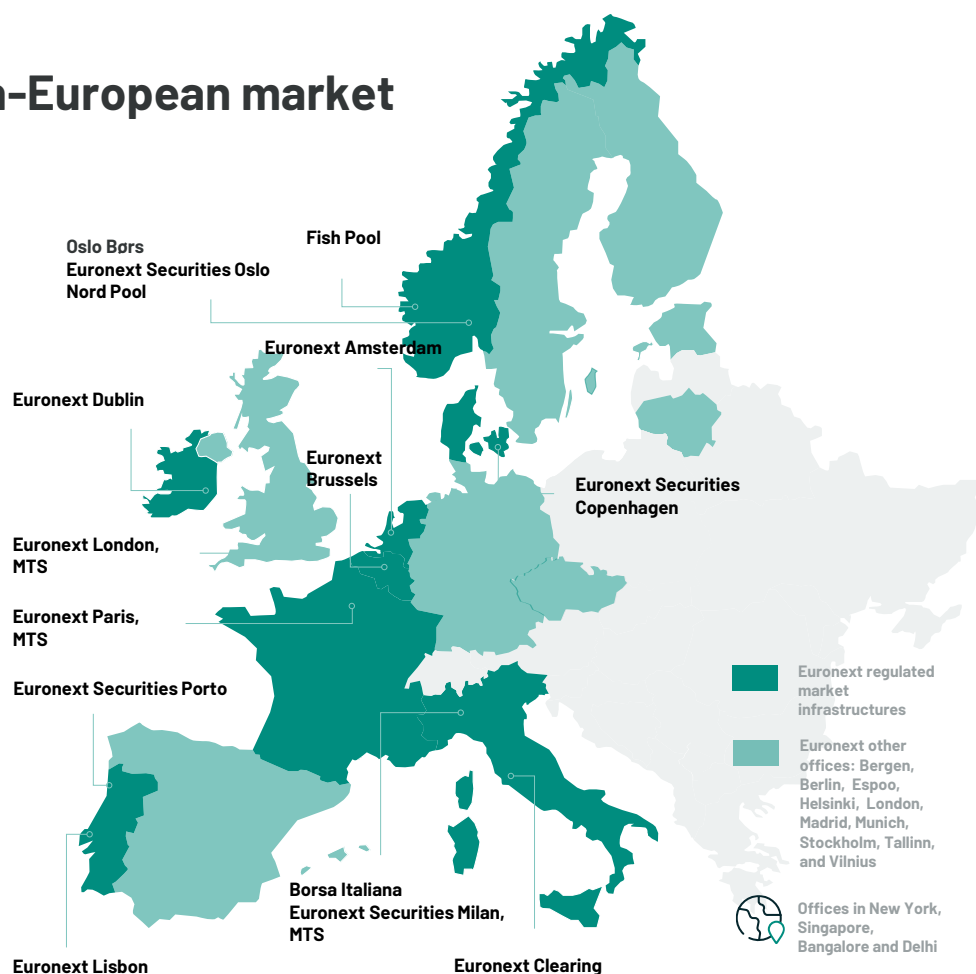 -European market
Fish Pool
Oslo Børs
Euronext Securities Oslo
Nord Pool
Euronext Amsterdam
Euronext Dublin
Euronext
Brussels
Euronext Securities
Copenhagen
Euronext London,
MTS
Euronext Paris,
MTS
Euronext Securities Porto
Euronext regulated
market
infrastructures
Euronext other
offices: Bergen,
Berlin, Espoo,
Helsinki, London,
Madrid, Munich,
Stockholm, Tallinn,
and Vilnius
Borsa Italiana
Euronext Securities Milan,
MTS
Offices in New York,
Singapore,
Bangalore and Delhi
Euronext Lisbon
Euronext Clearing